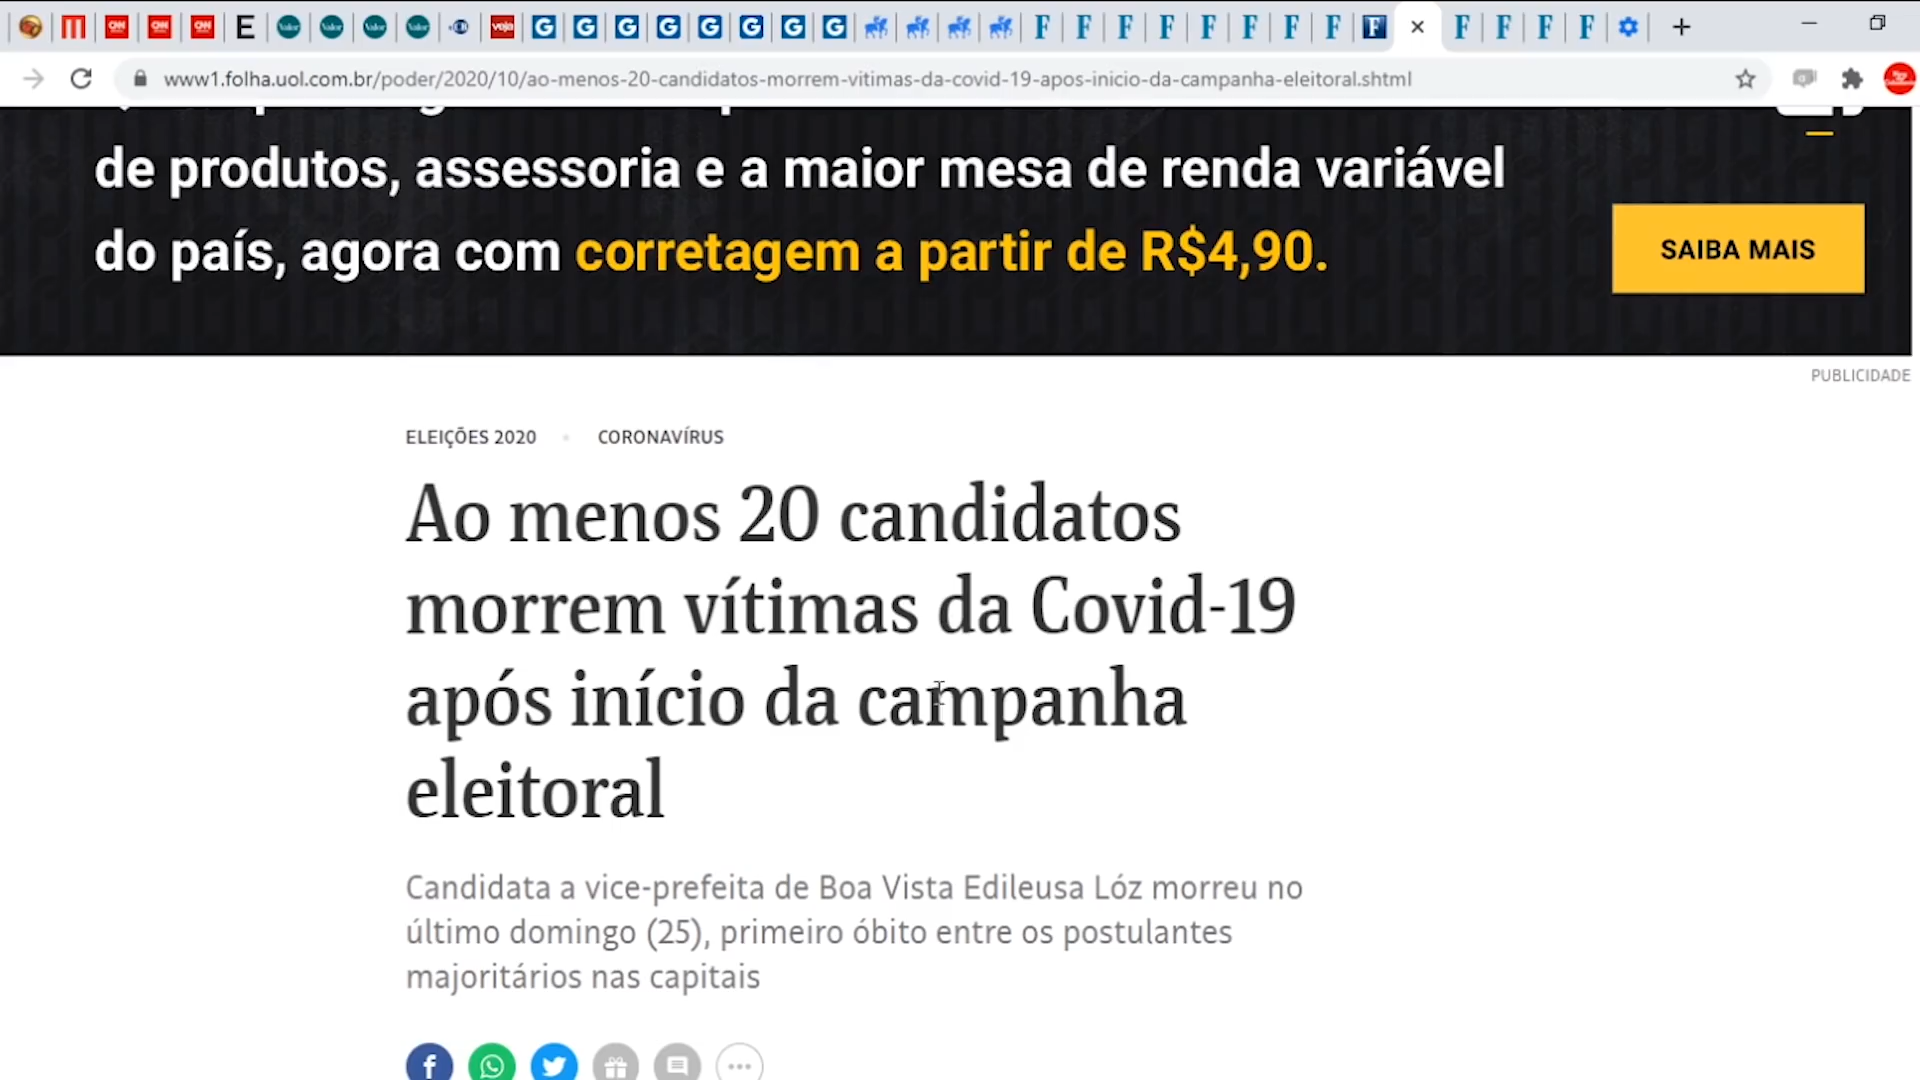 www1.folha.uol.com.br/poder/2020/10/ao-menos-20-candidatos-morrem-vitimas-da-covid-19-apos-inicio-da-campanha-eleitoral.shtml
de produtos, assessoria e a maior mesa de renda variável
do país, agora com corretagem a partir de R$4,90.
SAIBA MAIS
PUBLICIDADE
ELEIÇÕES 2020 • CORONAVÍRUS
Ao menos 20 candidatos
morrem vítimas da Covid-19
após início da campanha
eleitoral
Candidata a vice-prefeita de Boa Vista Edileusa Lóz morreu no
último domingo (25), primeiro óbito entre os postulantes
majoritários nas capitais